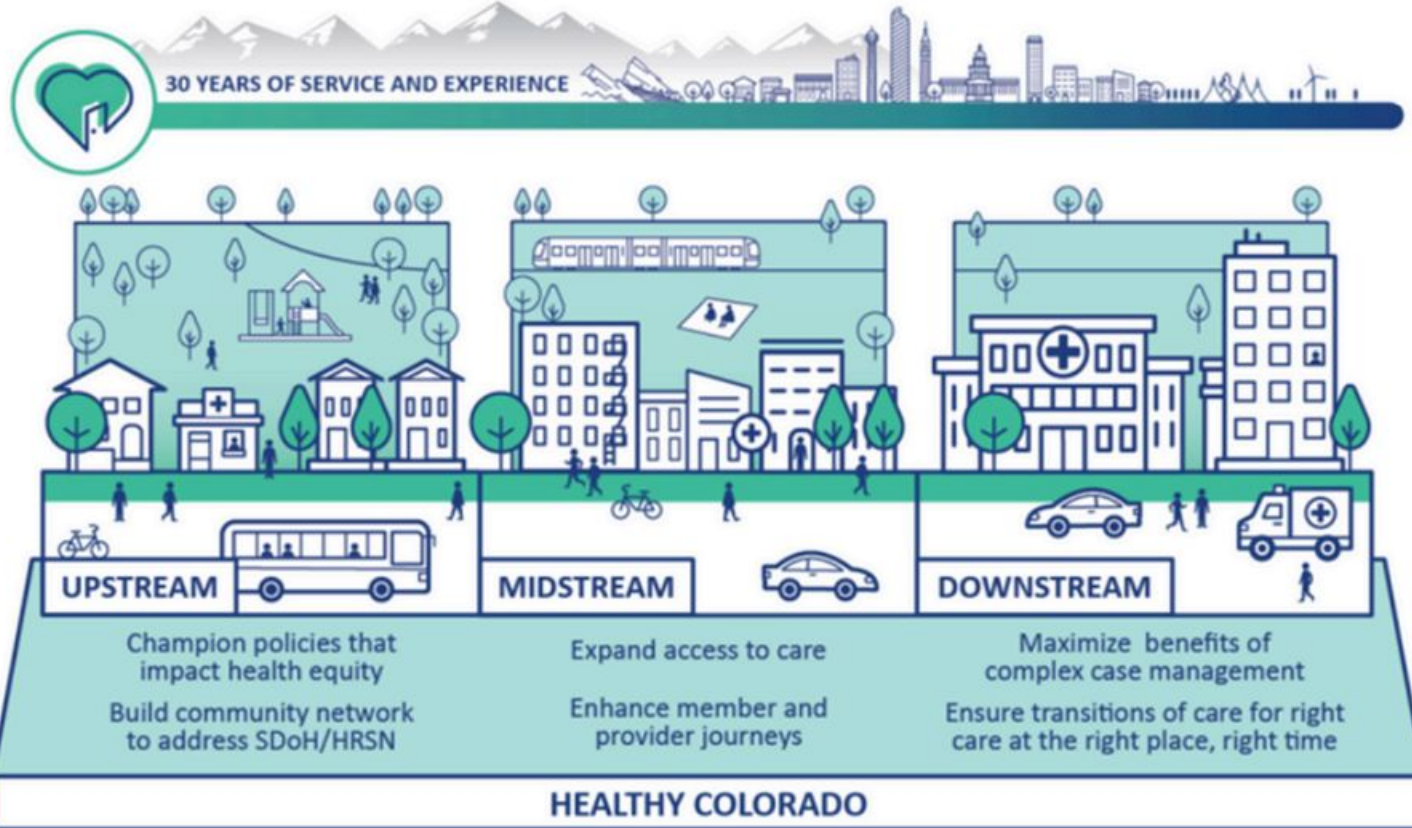 30 YEARS OF SERVICE AND EXPERIENCE
UPSTREAM
Champion policies that
impact health equity
Build community network
to address SDoH/HRSN
MIDSTREAM
Expand access to care
Enhance member and
provider journeys
DOWNSTREAM
Maximize benefits of
complex case management
Ensure transitions of care for right
care at the right place, right time
HEALTHY COLORADO